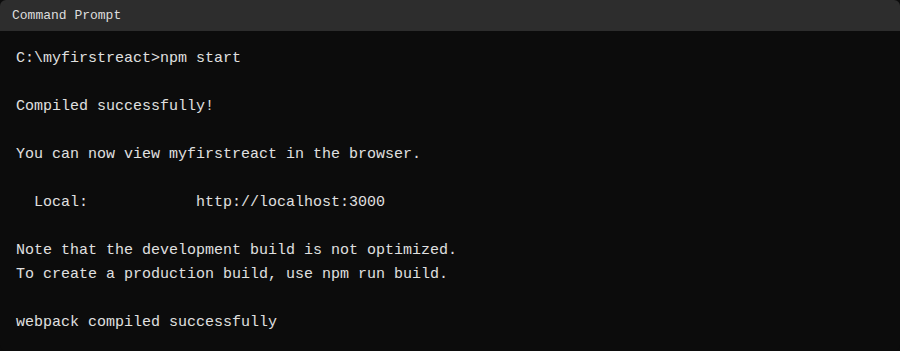 Command Prompt
C:\myfirstreact>npm start
Compiled successfully!
You can now view myfirstreact in the browser.
Local:            http://localhost:3000
Note that the development build is not optimized.
To create a production build, use npm run build.
webpack compiled successfully